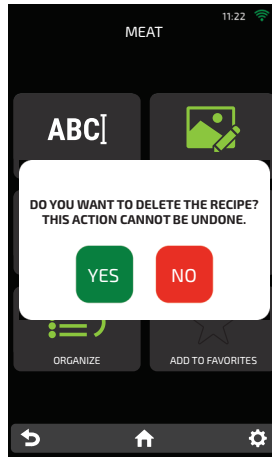 11:22
MEAT
ABC
DO YOU WANT TO DELETE THE RECIPE?
THIS ACTION CANNOT BE UNDONE.
YES NO
ORGANIZE ADD TO FAVORITES